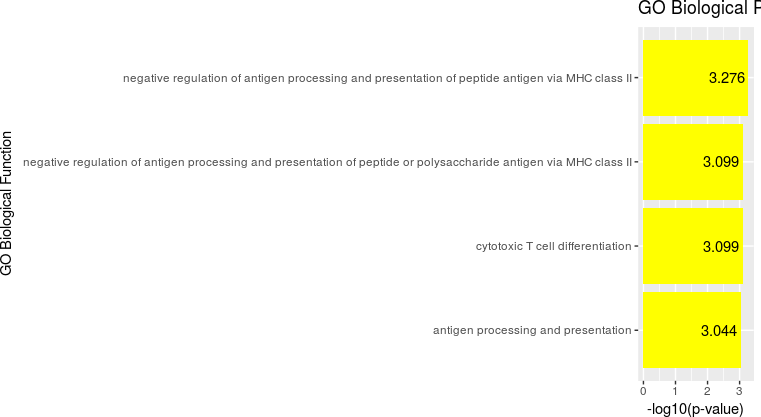 GO Biological
negative regulation of antigen processing and presentation of peptide antigen via MHC class II
3.276
negative regulation of antigen processing and presentation of peptide or polysaccharide antigen via MHC class II
3.099
cytotoxic T cell differentiation
3.099
antigen processing and presentation
3.044
GO Biological Function
0 1 2 3
-log10(p-value)